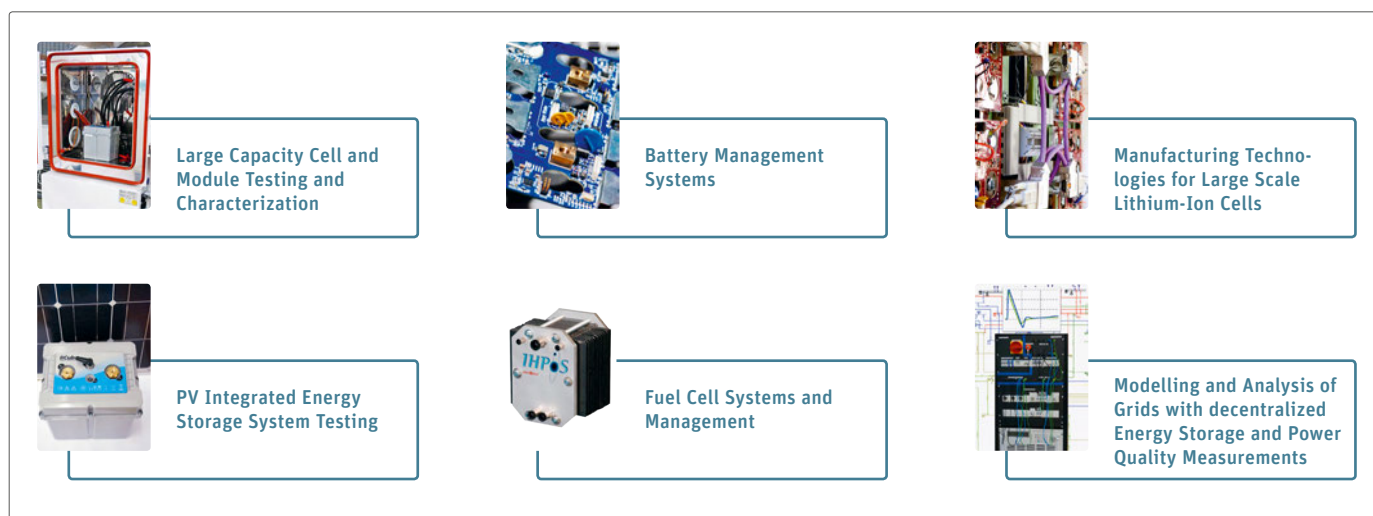 Large Capacity Cell and
Module Testing and
Characterization
Battery Management
Systems
Manufacturing Techno-
logies for Large Scale
Lithium-Ion Cells
PV Integrated Energy
Storage System Testing
IHPoS
Fuel Cell Systems and
Management
Modelling and Analysis of
Grids with decentralized
Energy Storage and Power
Quality Measurements